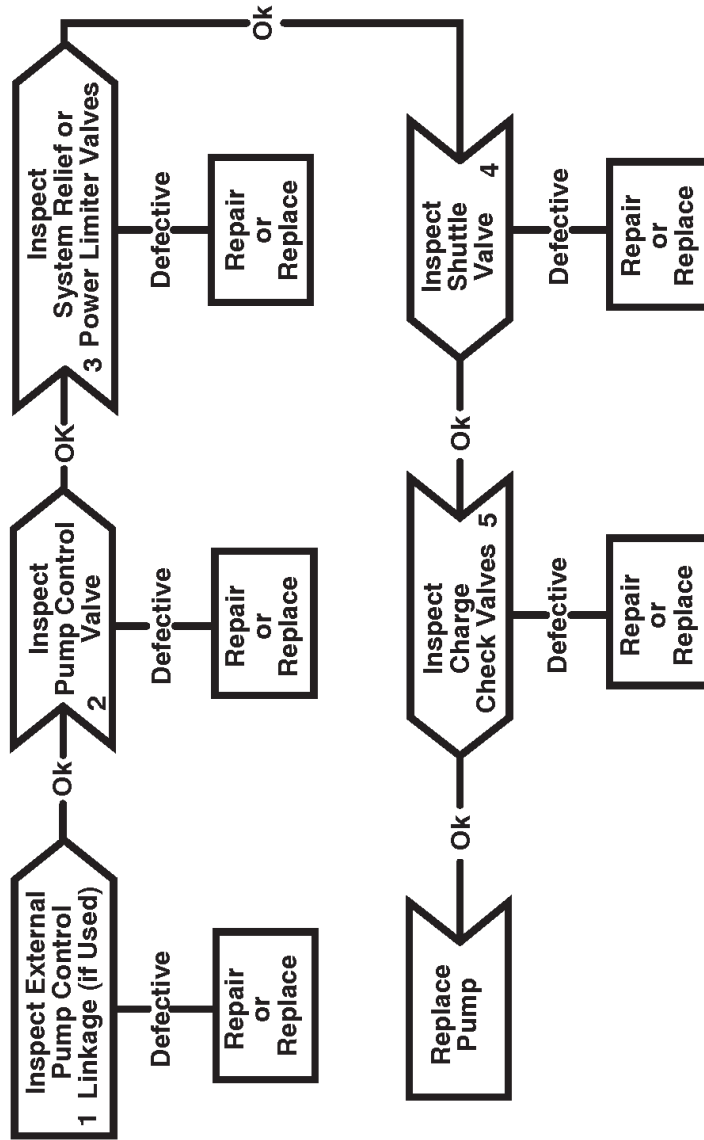 Inspect External
Pump Control
1 Linkage (if Used)
Defective
Repair
or
Replace
Ok
Inspect
Pump Control
Valve
2
Defective
Repair
or
Replace
OK
Inspect
System Relief or
3 Power Limiter Valves
Defective
Repair
or
Replace
Ok
Inspect
Shuttle
Valve
4
Defective
Repair
or
Replace
Ok
Inspect
Charge
Check Valves 5
Defective
Repair
or
Replace
Ok
Replace
Pump